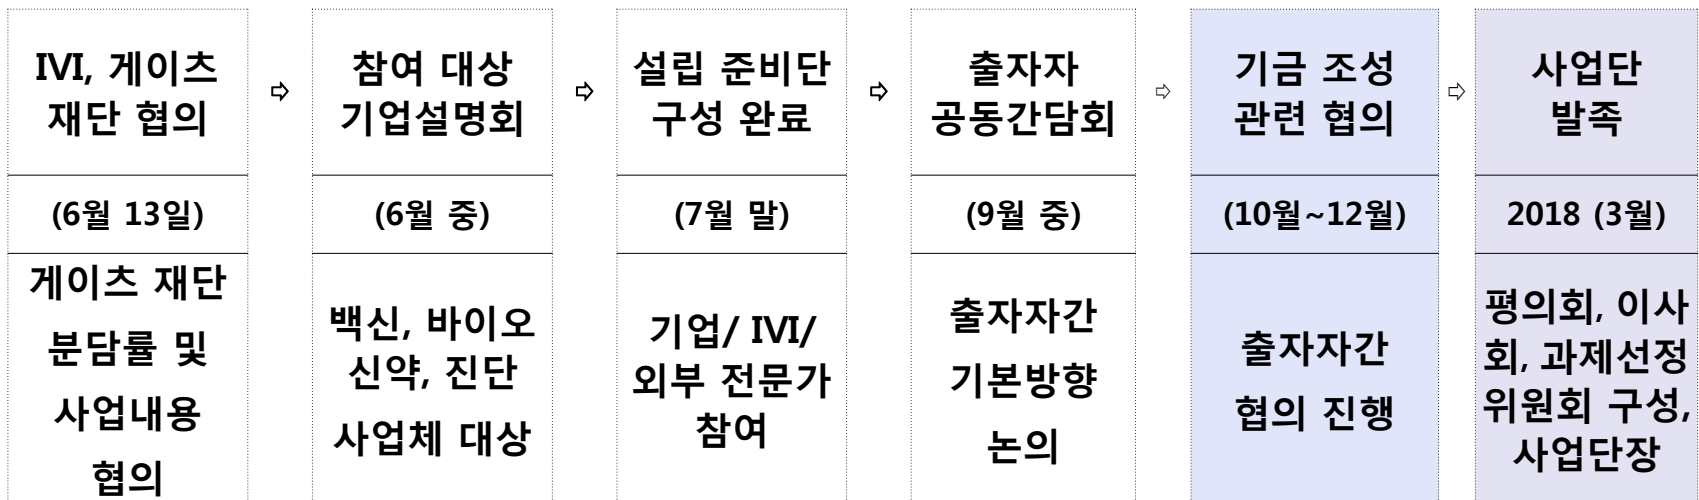 IVI, 게이츠
재단 협의
⇨
참여 대상
기업설명회
⇨
설립 준비단
구성 완료
⇨
출자자
공동간담회
⇨
기금 조성
관련 협의
⇨
사업단
발족
(6월 13일)
(6월 중)
(7월 말)
(9월 중)
(10월~12월)
2018 (3월)
게이츠 재단
분담률 및
사업내용
협의
백신, 바이오
신약, 진단
사업체 대상
기업/ IVI/
외부 전문가
참여
출자자간
기본방향
논의
출자자간
협의 진행
평의회, 이사
회, 과제선정
위원회 구성,
사업단장